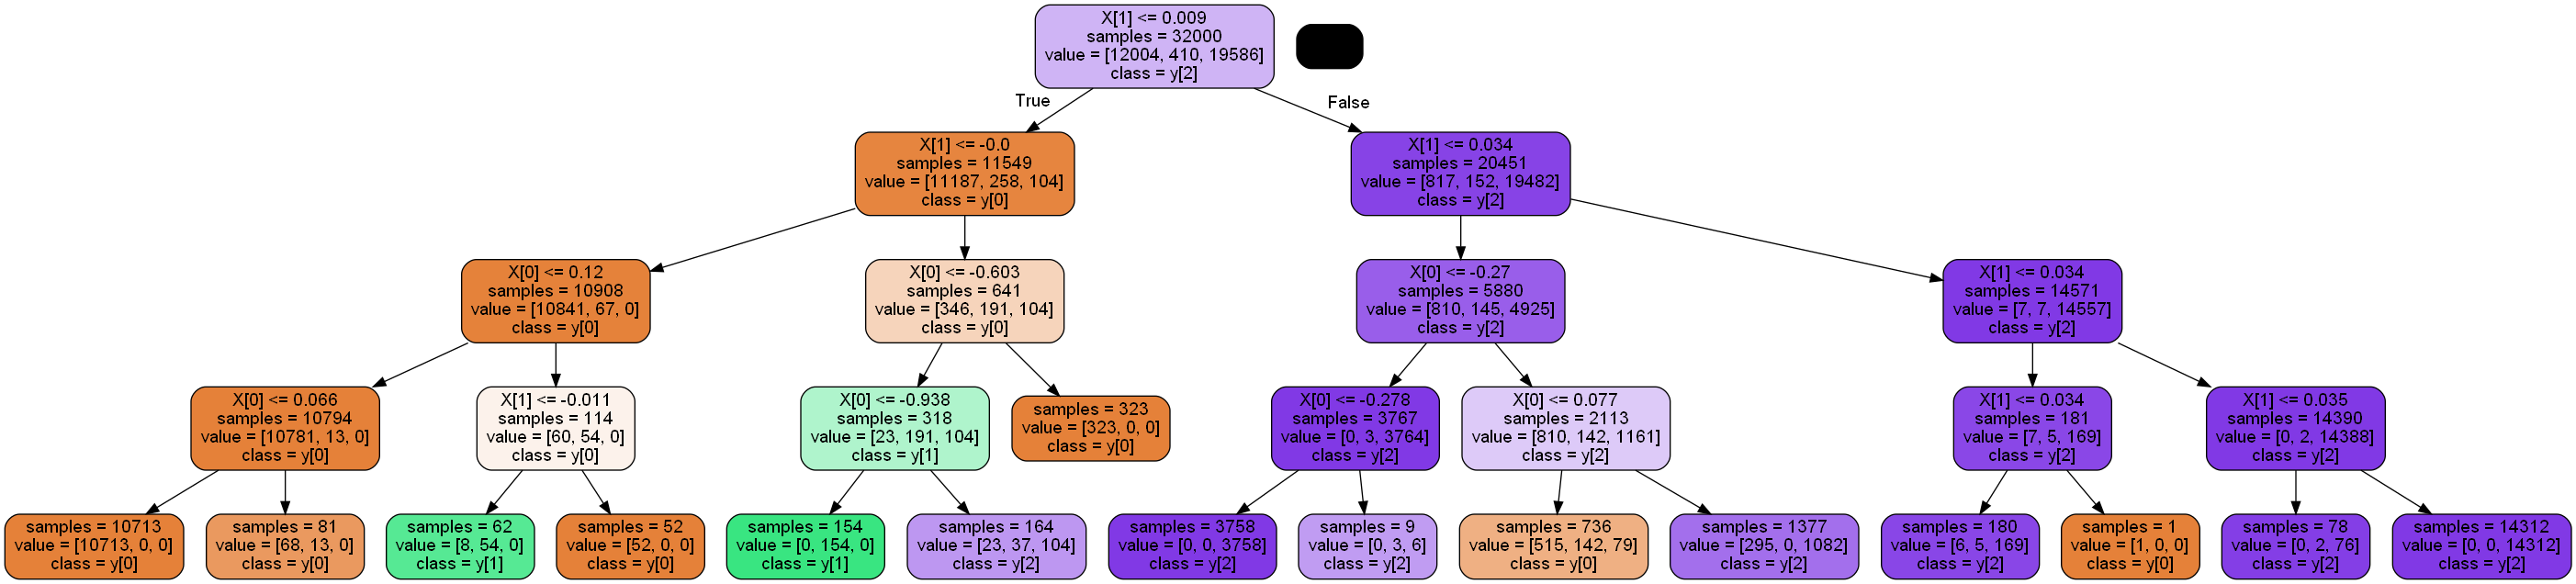 X[1] <= 0.009
samples = 32000
value = [12004, 410, 19586]
class = y[2]
True
False
X[1] <= -0.0
samples = 11549
value = [11187, 258, 104]
class = y[0]
X[1] <= 0.034
samples = 20451
value = [817, 152, 19482]
class = y[2]
X[0] <= 0.12
samples = 10908
value = [10841, 67, 0]
class = y[0]
X[0] <= -0.603
samples = 641
value = [346, 191, 104]
class = y[0]
X[0] <= -0.27
samples = 5880
value = [810, 145, 4925]
class = y[2]
X[1] <= 0.034
samples = 14571
value = [7, 7, 14557]
class = y[2]
X[0] <= 0.066
samples = 10794
value = [10781, 13, 0]
class = y[0]
X[1] <= -0.011
samples = 114
value = [60, 54, 0]
class = y[0]
X[0] <= -0.938
samples = 318
value = [23, 191, 104]
class = y[1]
samples = 323
value = [323, 0, 0]
class = y[0]
X[0] <= -0.278
samples = 3767
value = [0, 3, 3764]
class = y[2]
X[0] <= 0.077
samples = 2113
value = [810, 142, 1161]
class = y[2]
X[1] <= 0.034
samples = 181
value = [7, 5, 169]
class = y[2]
X[1] <= 0.035
samples = 14390
value = [0, 2, 14388]
class = y[2]
samples = 10713
value = [10713, 0, 0]
class = y[0]
samples = 81
value = [68, 13, 0]
class = y[0]
samples = 62
value = [8, 54, 0]
class = y[1]
samples = 52
value = [52, 0, 0]
class = y[0]
samples = 154
value = [0, 154, 0]
class = y[1]
samples = 164
value = [23, 37, 104]
class = y[2]
samples = 3758
value = [0, 0, 3758]
class = y[2]
samples = 9
value = [0, 3, 6]
class = y[2]
samples = 736
value = [515, 142, 79]
class = y[0]
samples = 1377
value = [295, 0, 1082]
class = y[2]
samples = 180
value = [6, 5, 169]
class = y[2]
samples = 1
value = [1, 0, 0]
class = y[0]
samples = 78
value = [0, 2, 76]
class = y[2]
samples = 14312
value = [0, 0, 14312]
class = y[2]